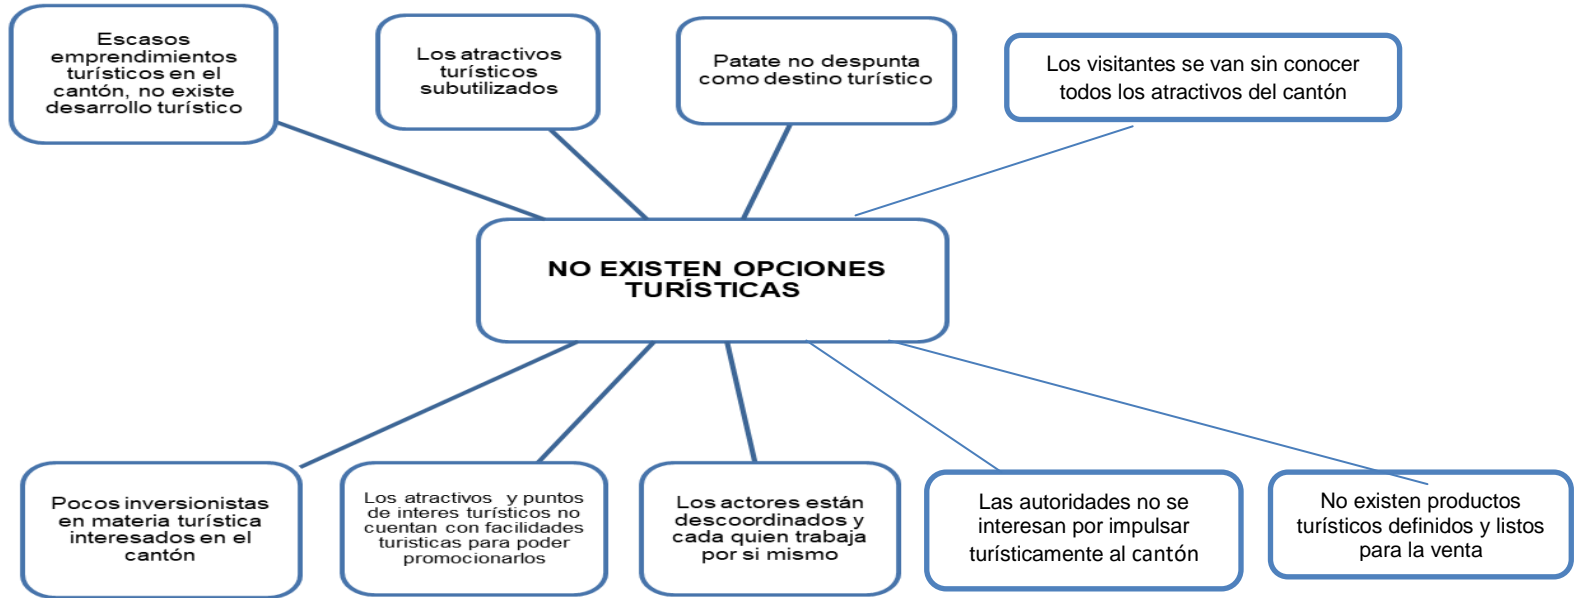 Escasos
emprendimientos
turísticos en el
cantón, no existe
desarrollo turístico
Los atractivos
turísticos
subutilizados
Patate no despunta
como destino turístico
Los visitantes se van sin conocer
todos los atractivos del cantón
NO EXISTEN OPCIONES
TURÍSTICAS
Pocos inversionistas
en materia turística
interesados en el
cantón
Los atractivos y puntos
de interes turísticos no
cuentan con facilidades
turisticas para poder
promocionarlos
Los actores están
descoordinados y
cada quien trabaja
por si mismo
Las autoridades no se
interesan por impulsar
turísticamente al cantón
No existen productos
turísticos definidos y listos
para la venta